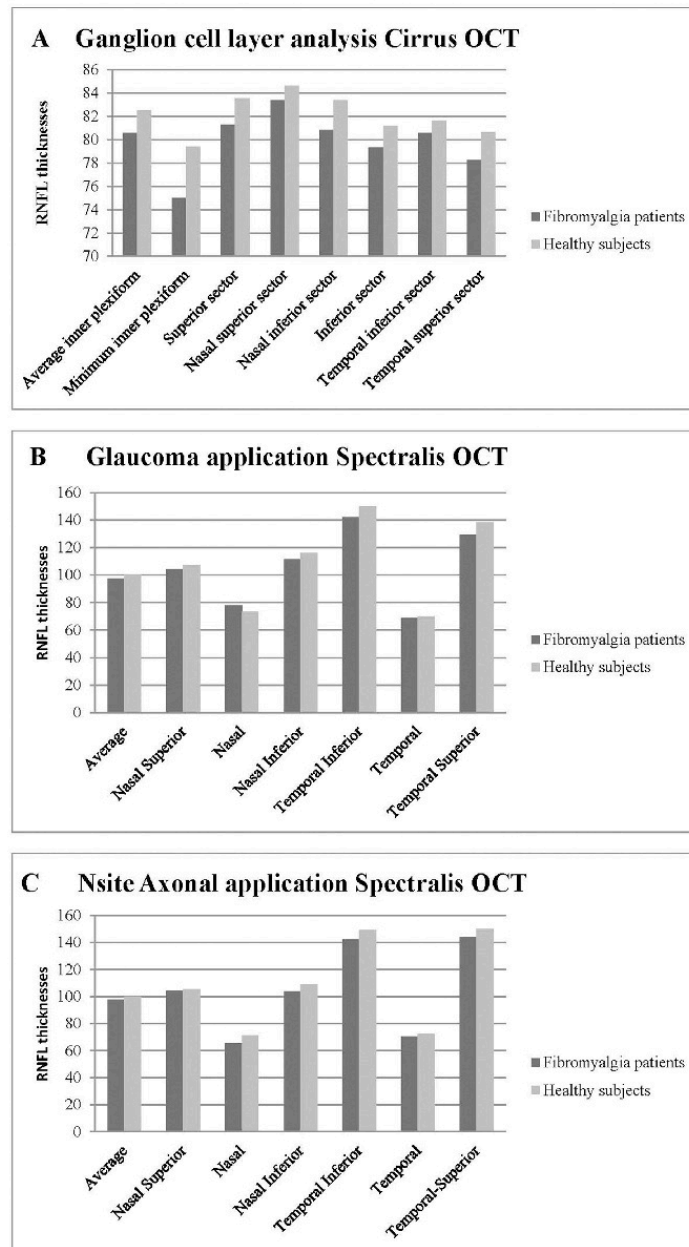 A Ganglion cell layer analysis Cirrus OCT
86
84
82
80
78
76
74
72
70
RNFL thicknesses
Average inner plexiform
Minimum inner plexiform
Superior sector
Nasal superior sector
Nasal inferior sector
Inferior sector
Temporal inferior sector
Temporal superior sector
Fibromyalgia patients
Healthy subjects
B Glaucoma application Spectralis OCT
160
140
120
100
80
60
40
20
0
RNFL thicknesses
Average
Nasal Superior
Nasal
Nasal Inferior
Temporal Inferior
Temporal
Temporal Superior
Fibromyalgia patients
Healthy subjects
C Nsite Axonal application Spectralis OCT
160
140
120
100
80
60
40
20
0
RNFL thicknesses
Average
Nasal Superior
Nasal
Nasal Inferior
Temporal Inferior
Temporal
Temporal-Superior
Fibromyalgia patients
Healthy subjects